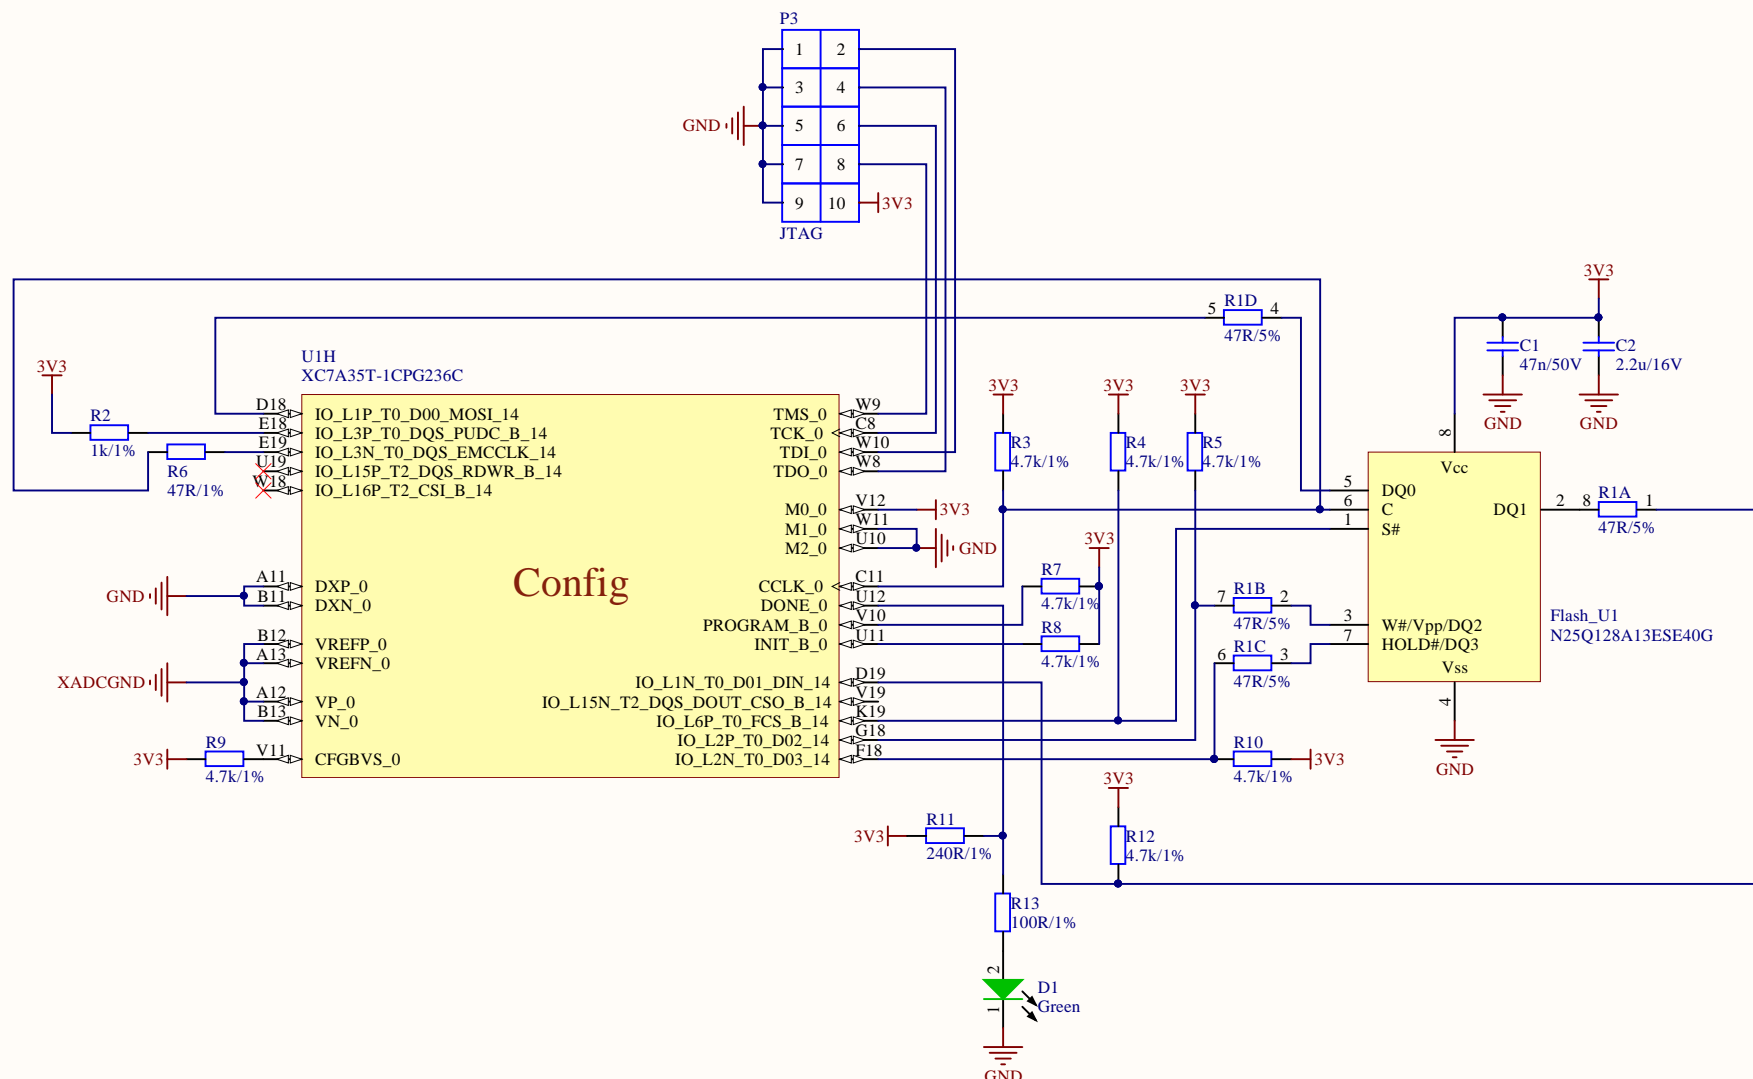 P3
1 2
3 4
GND
5 6
7 8
9 10 3V3
JTAG
3V3
5 R1D 4
47R/5%
C1
47n/50V
C2
2.2u/16V
GND
GND
U1H
XC7A35T-1CPG236C
3V3
R2
1k/1%
R6
47R/1%
D18 IO_L1P_T0_D00_MOSI_14
E18 IO_L3P_T0_DQS_PUDC_B_14
E19 IO_L3N_T0_DQS_EMCCLK_14
U19 IO_L15P_T2_DQS_RDWR_B_14
W18 IO_L16P_T2_CSI_B_14
GND
A11 DXP_0
B11 DXN_0
B12 VREFP_0
A13 VREFN_0
XADCGND
A12 VP_0
B13 VN_0
3V3
R9
4.7k/1%
V11 CFGBVS_0
Config
TMS_0 W9
TCK_0 C8
TDI_0 W10
TDO_0 W8
M0_0 V12 3V3
M1_0 W11
M2_0 U10 GND
CCLK_0 C11
DONE_0 U12
PROGRAM_B_0 V10
INIT_B_0 U11
IO_L1N_T0_D01_DIN_14 D19
IO_L15N_T2_DQS_DOUT_CSO_B_14 V19
IO_L6P_T0_FCS_B_14 K19
IO_L2P_T0_D02_14 G18
IO_L2N_T0_D03_14 F18
3V3
R3
4.7k/1%
3V3
R4
4.7k/1%
3V3
R5
4.7k/1%
3V3
R7
4.7k/1%
R8
4.7k/1%
7 R1B 2
47R/5%
6 R1C 3
47R/5%
R10
4.7k/1%
3V3
8
Vcc
5 DQ0
6 C
1 S#
DQ1 2
8 R1A 1
47R/5%
3 W#/Vpp/DQ2
7 HOLD#/DQ3
Vss
4
GND
Flash_U1
N25Q128A13ESE40G
3V3
R12
4.7k/1%
3V3
R11
240R/1%
R13
100R/1%
2
D1
Green
1
GND